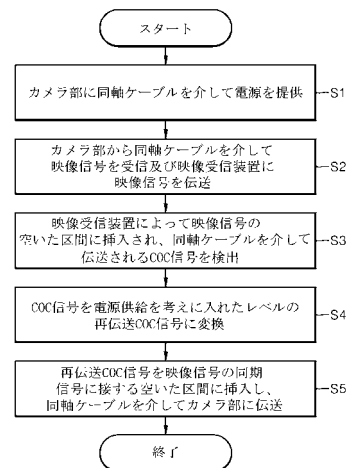 スタート
カメラ部に同軸ケーブルを介して電源を提供
S1
カメラ部から同軸ケーブルを介して
映像信号を受信及び映像受信装置に
映像信号を伝送
S2
映像受信装置によって映像信号の
空いた区間に挿入され、同軸ケーブルを介して
伝送されるCOC信号を検出
S3
COC信号を電源供給を考えに入れたレベルの
再伝送COC信号に変換
S4
再伝送COC信号を映像信号の同期
信号に接する空いた区間に挿入し、
同軸ケーブルを介してカメラ部に伝送
S5
終了